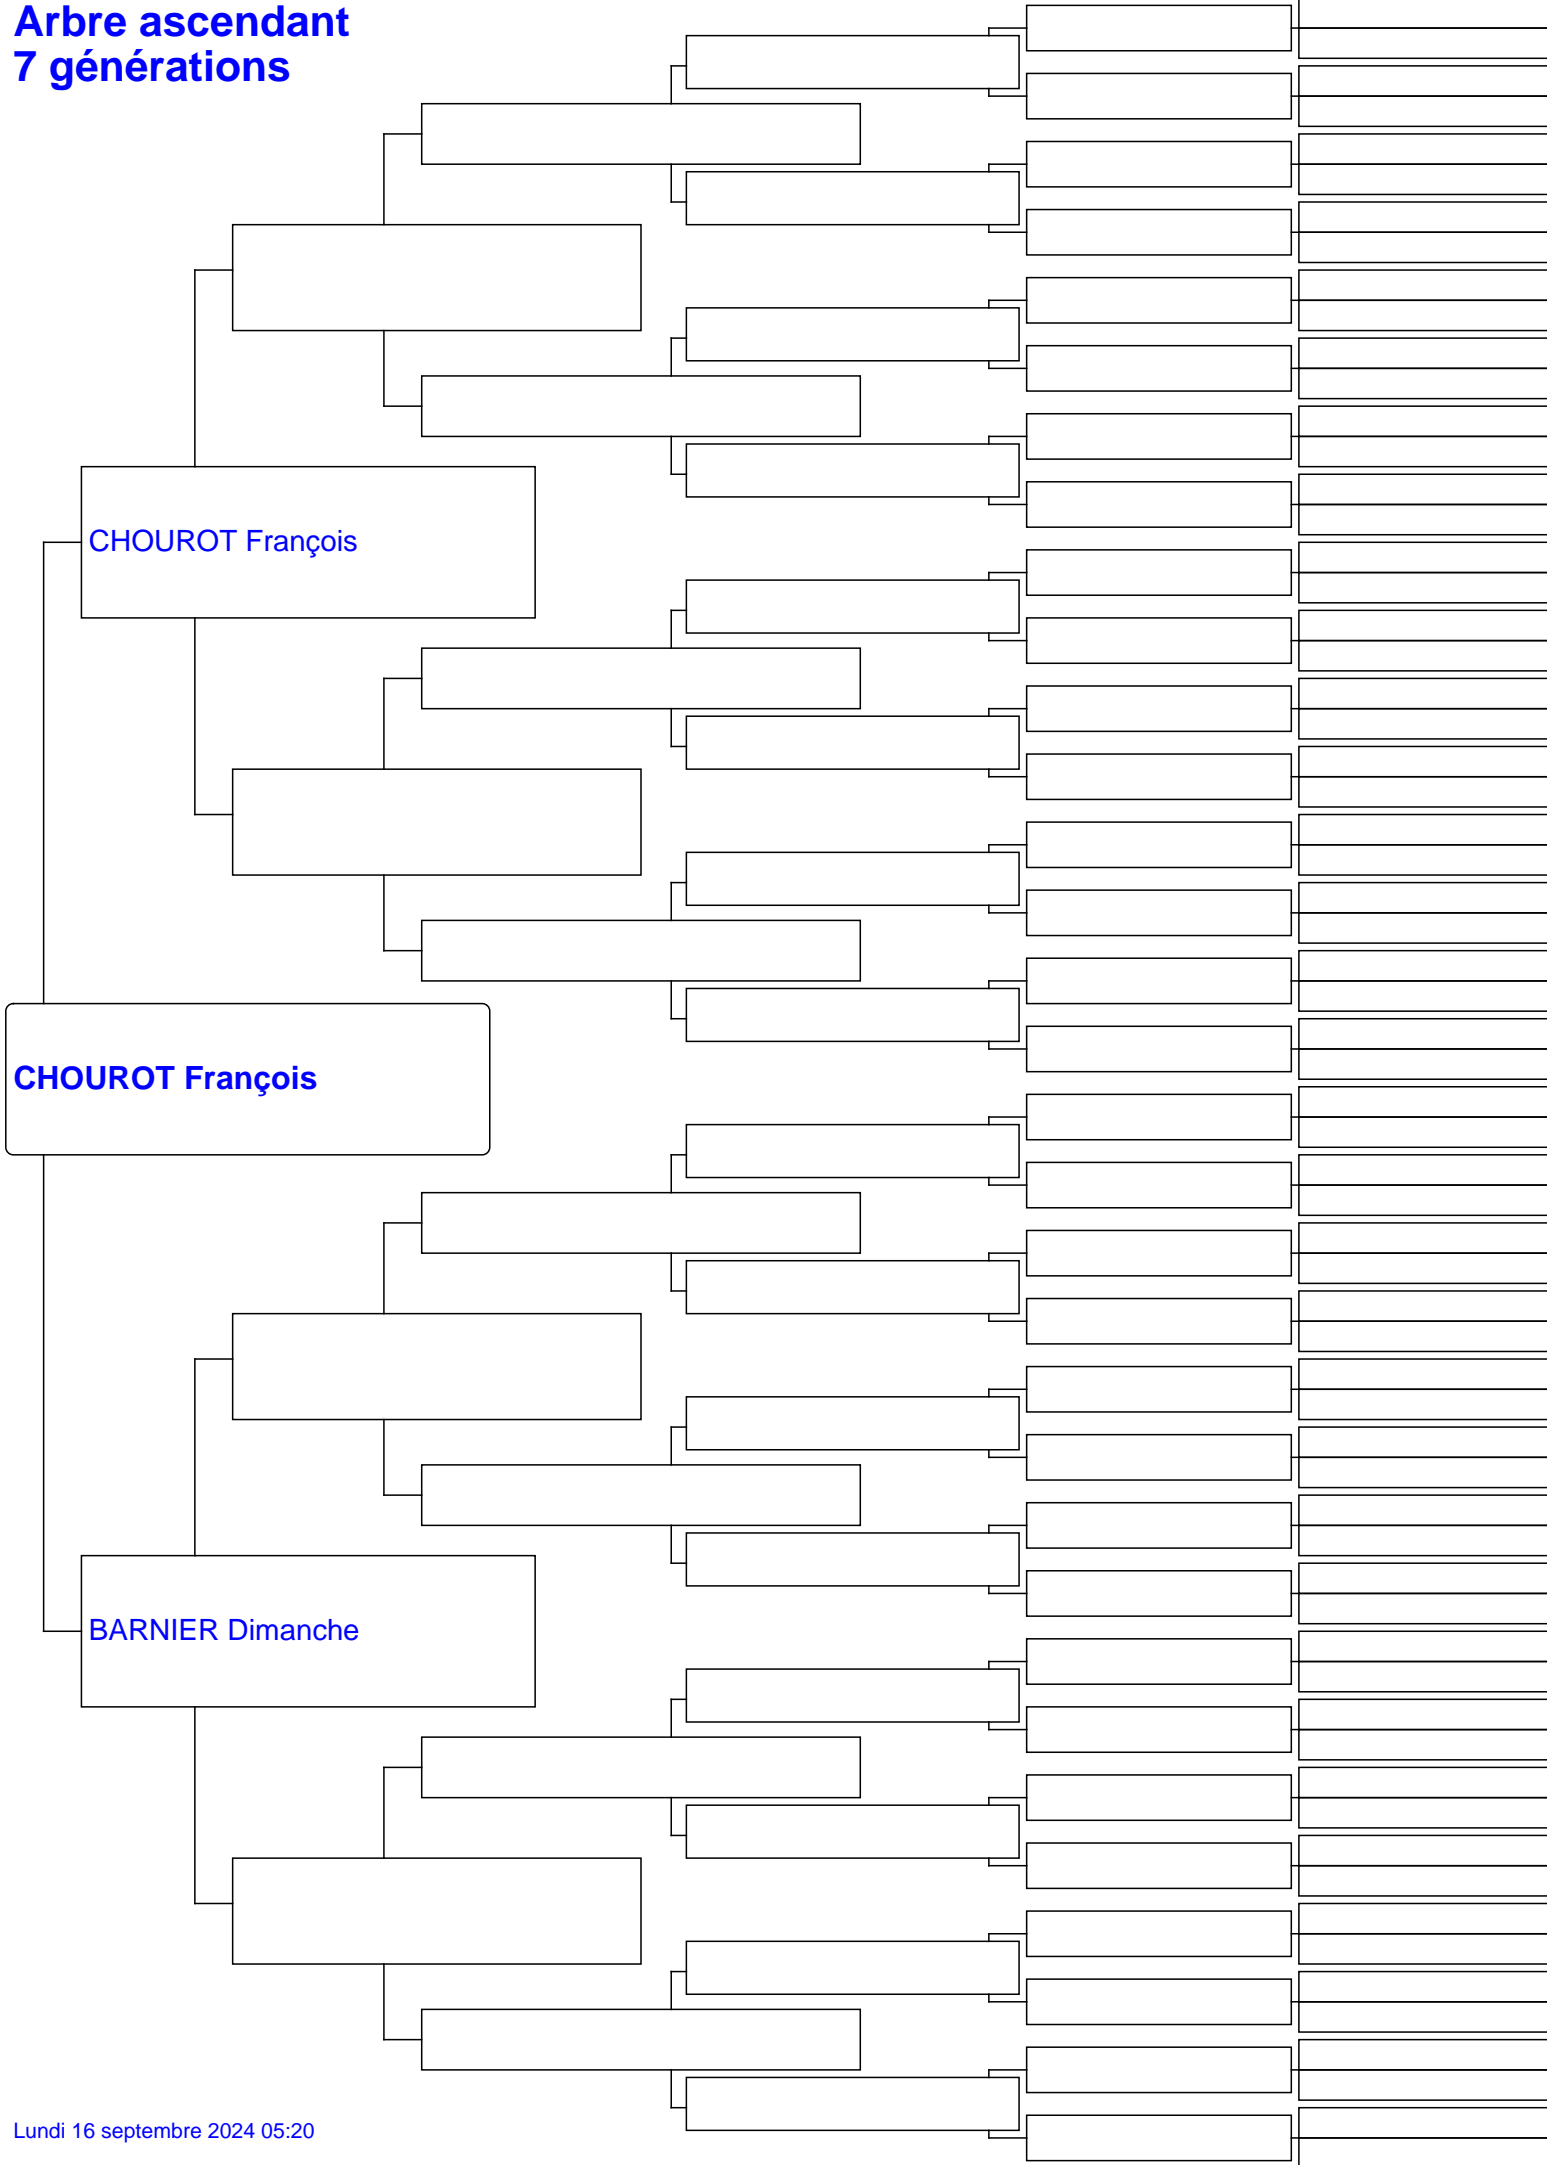 Arbre ascendant
7 générations
CHOUROT François
CHOUROT François
BARNIER Dimanche
Lundi 16 septembre 2024 05:20